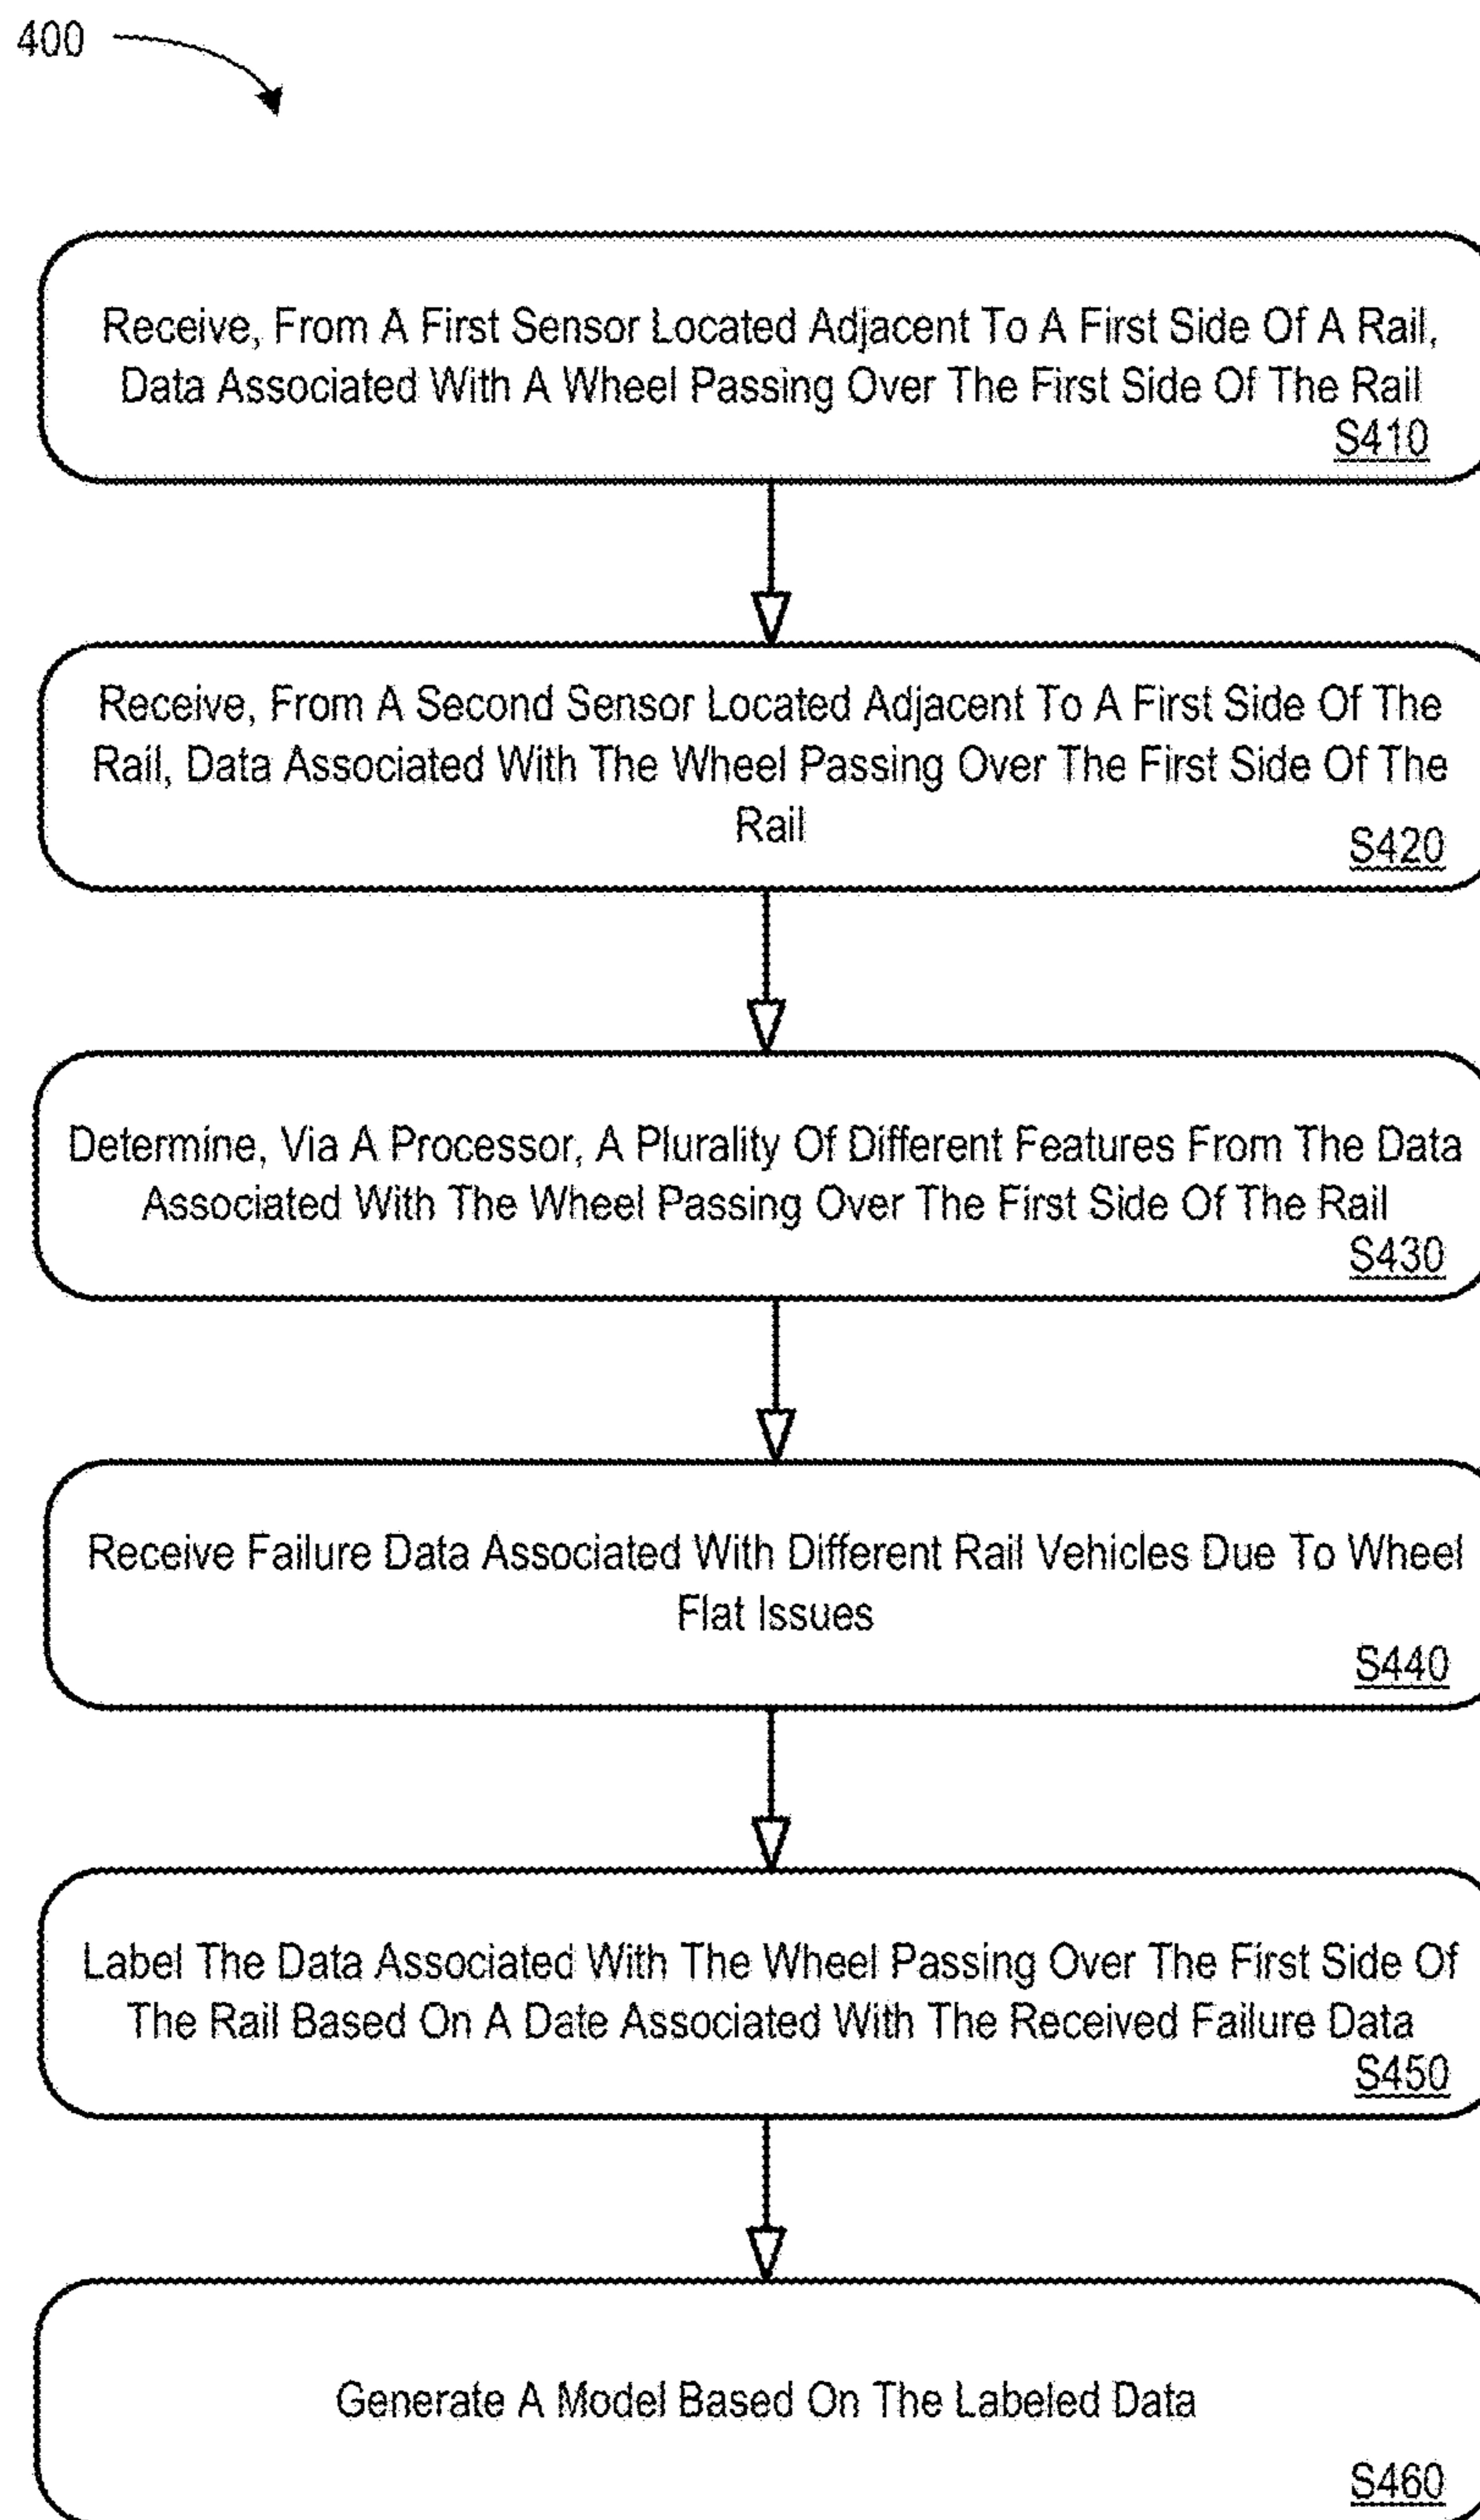 400
Receive, From A First Sensor Located Adjacent To A First Side Of A Rail,
Data Associated With A Wheel Passing Over The First Side Of The Rail
S410
Receive, From A Second Sensor Located Adjacent To A First Side Of The
Rail, Data Associated With The Wheel Passing Over The First Side Of The
Rail
S420
Determine, Via A Processor, A Plurality Of Different Features From The Data
Associated With The Wheel Passing Over The First Side Of The Rail
S430
Receive Failure Data Associated With Different Rail Vehicles Due To Wheel
Flat Issues
S440
Label The Data Associated With The Wheel Passing Over The First Side Of
The Rail Based On A Date Associated With The Received Failure Data
S450
Generate A Model Based On The Labeled Data
S460